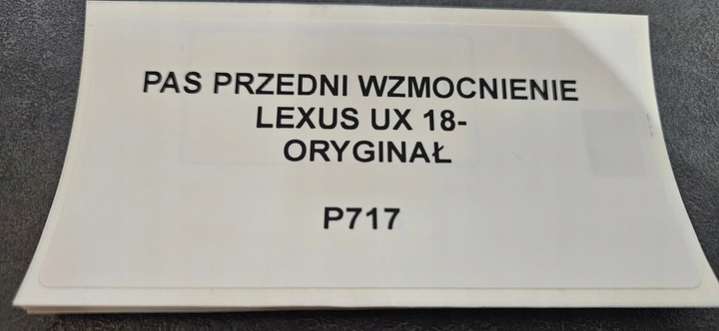 PAS PRZEDNI WZMOCNIENIE
LEXUS UX 18-
ORYGINAŁ
P717